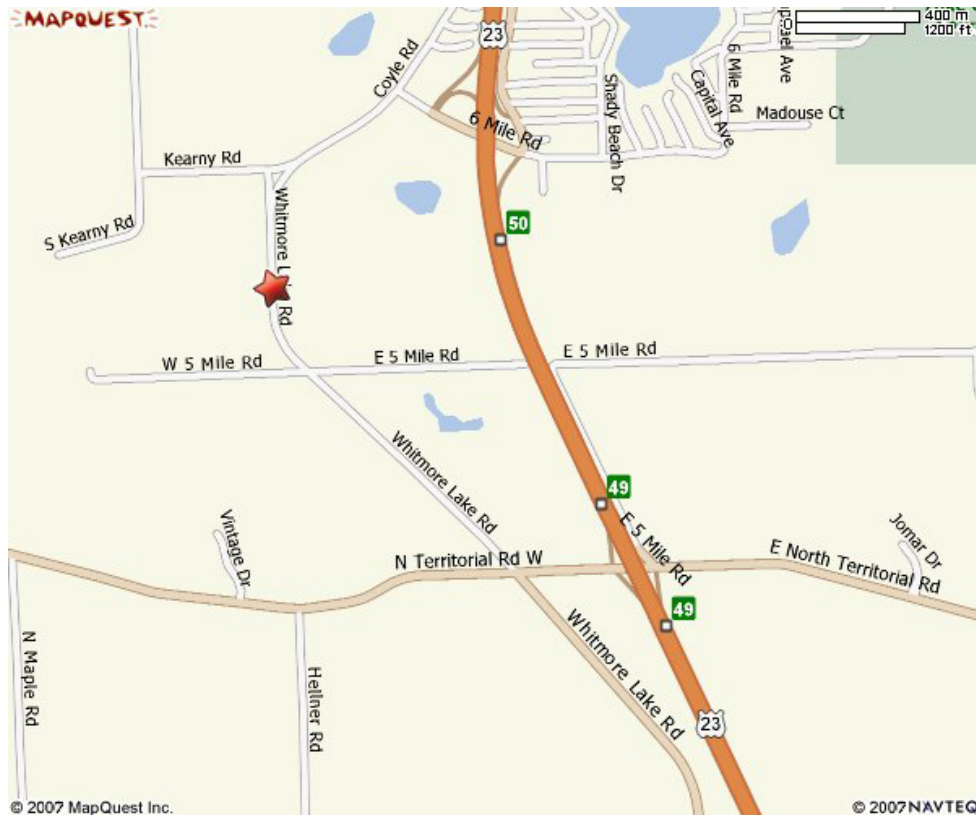 MAPQUEST.
400 m
1200 ft
23
Coyle Rd
6 Mile Rd
Shady Beach Dr
Capital Ave
6 Mile Rd
Madouse Ct
Kearny Rd
S Kearny Rd
Whitmore Lake Rd
50
W 5 Mile Rd
E 5 Mile Rd
E 5 Mile Rd
Whitmore Lake Rd
49
E 5 Mile Rd
Vintage Dr
N Territorial Rd W
E North Territorial Rd
Jomar Dr
49
N Maple Rd
Hellner Rd
Whitmore Lake Rd
23
© 2007 MapQuest Inc.
© 2007 NAVTEQ